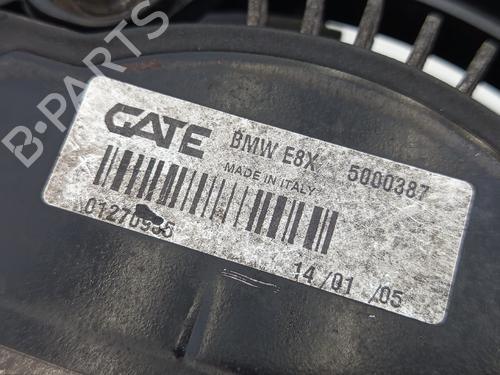 B-PARTS
GATE BMW E8X 5000387
MADE IN ITALY
14/01/05